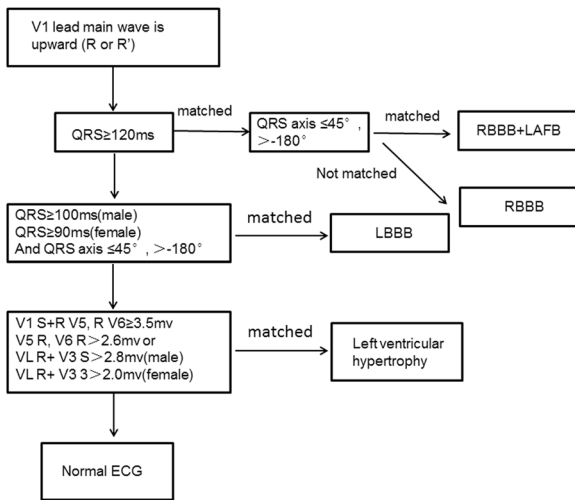 V1 lead main wave is
upward (R or R’)
matched
matched
QRS≥120ms
QRS axis ≤45°,
＞-180°
RBBB+LAFB
Not matched
RBBB
QRS≥100ms(male)
QRS≥90ms(female)
And QRS axis ≤45°, ＞-180°
matched
LBBB
V1 S+R V5, R V6≥3.5mv
V5 R, V6 R＞2.6mv or
VL R+ V3 S＞2.8mv(male)
VL R+ V3 3＞2.0mv(female)
matched
Left ventricular
hypertrophy
Normal ECG